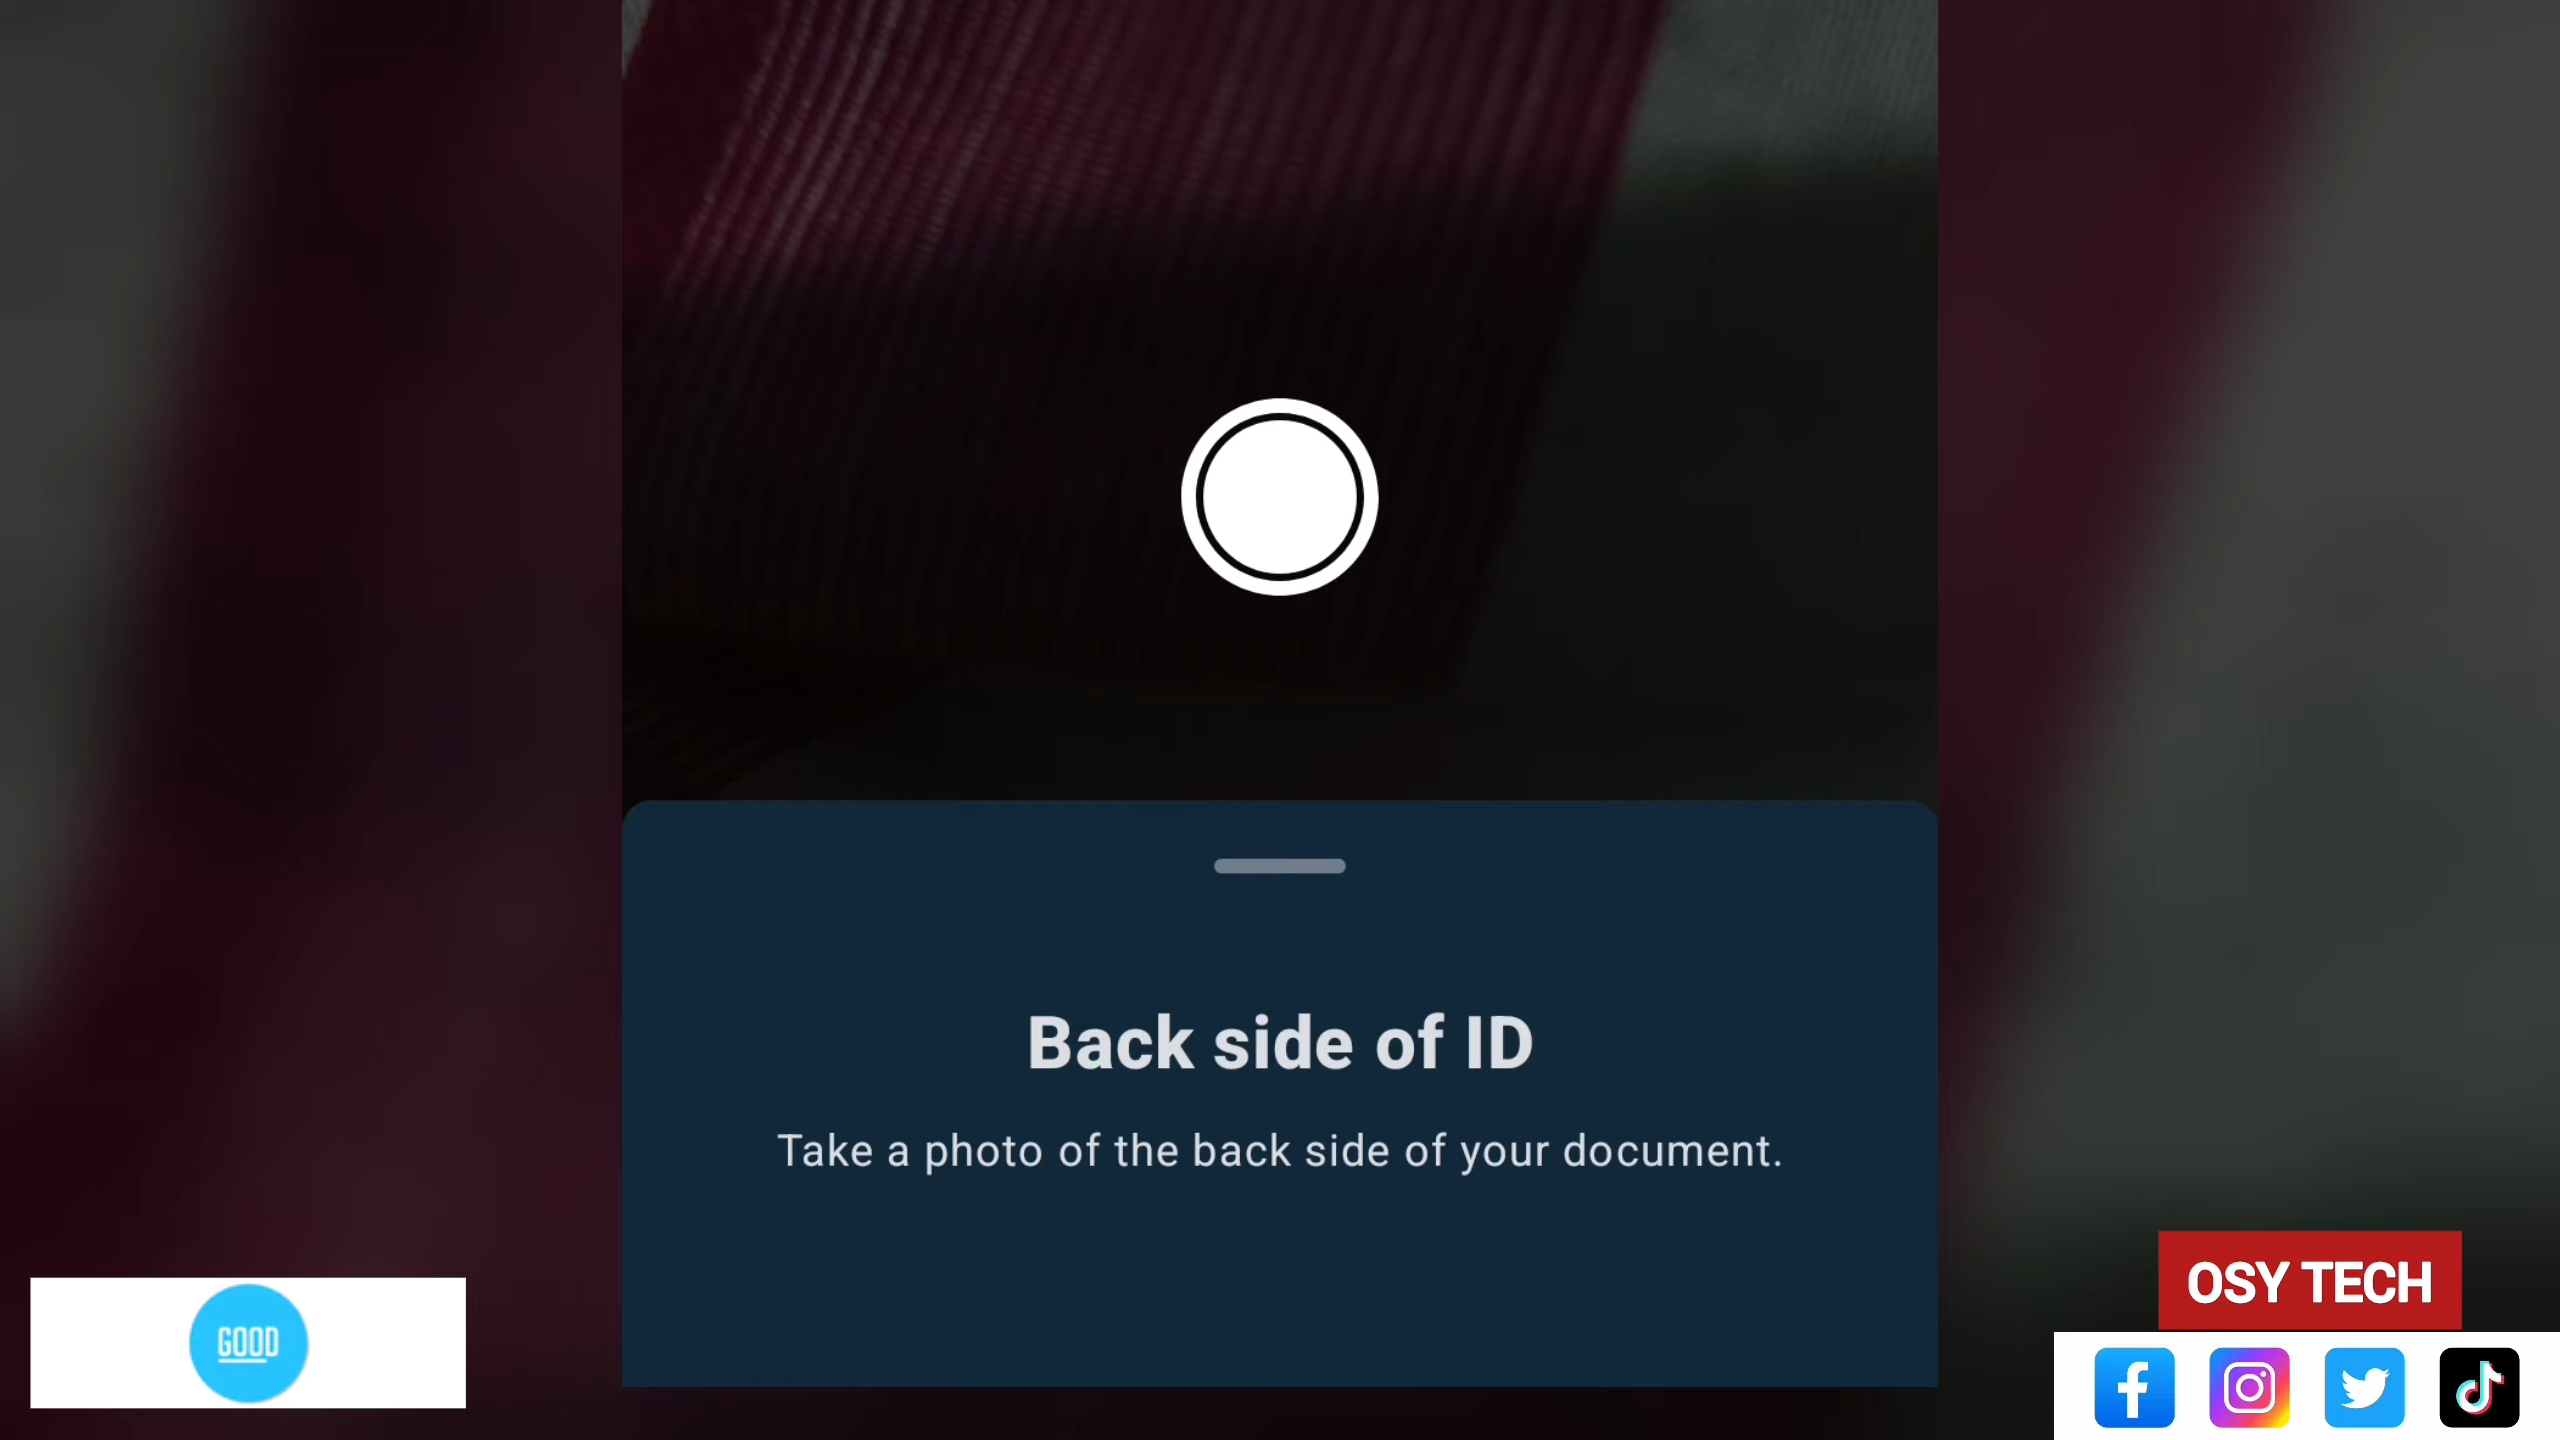 Back side of ID
Take a photo of the back side of your document.
GOOD
OSY TECH